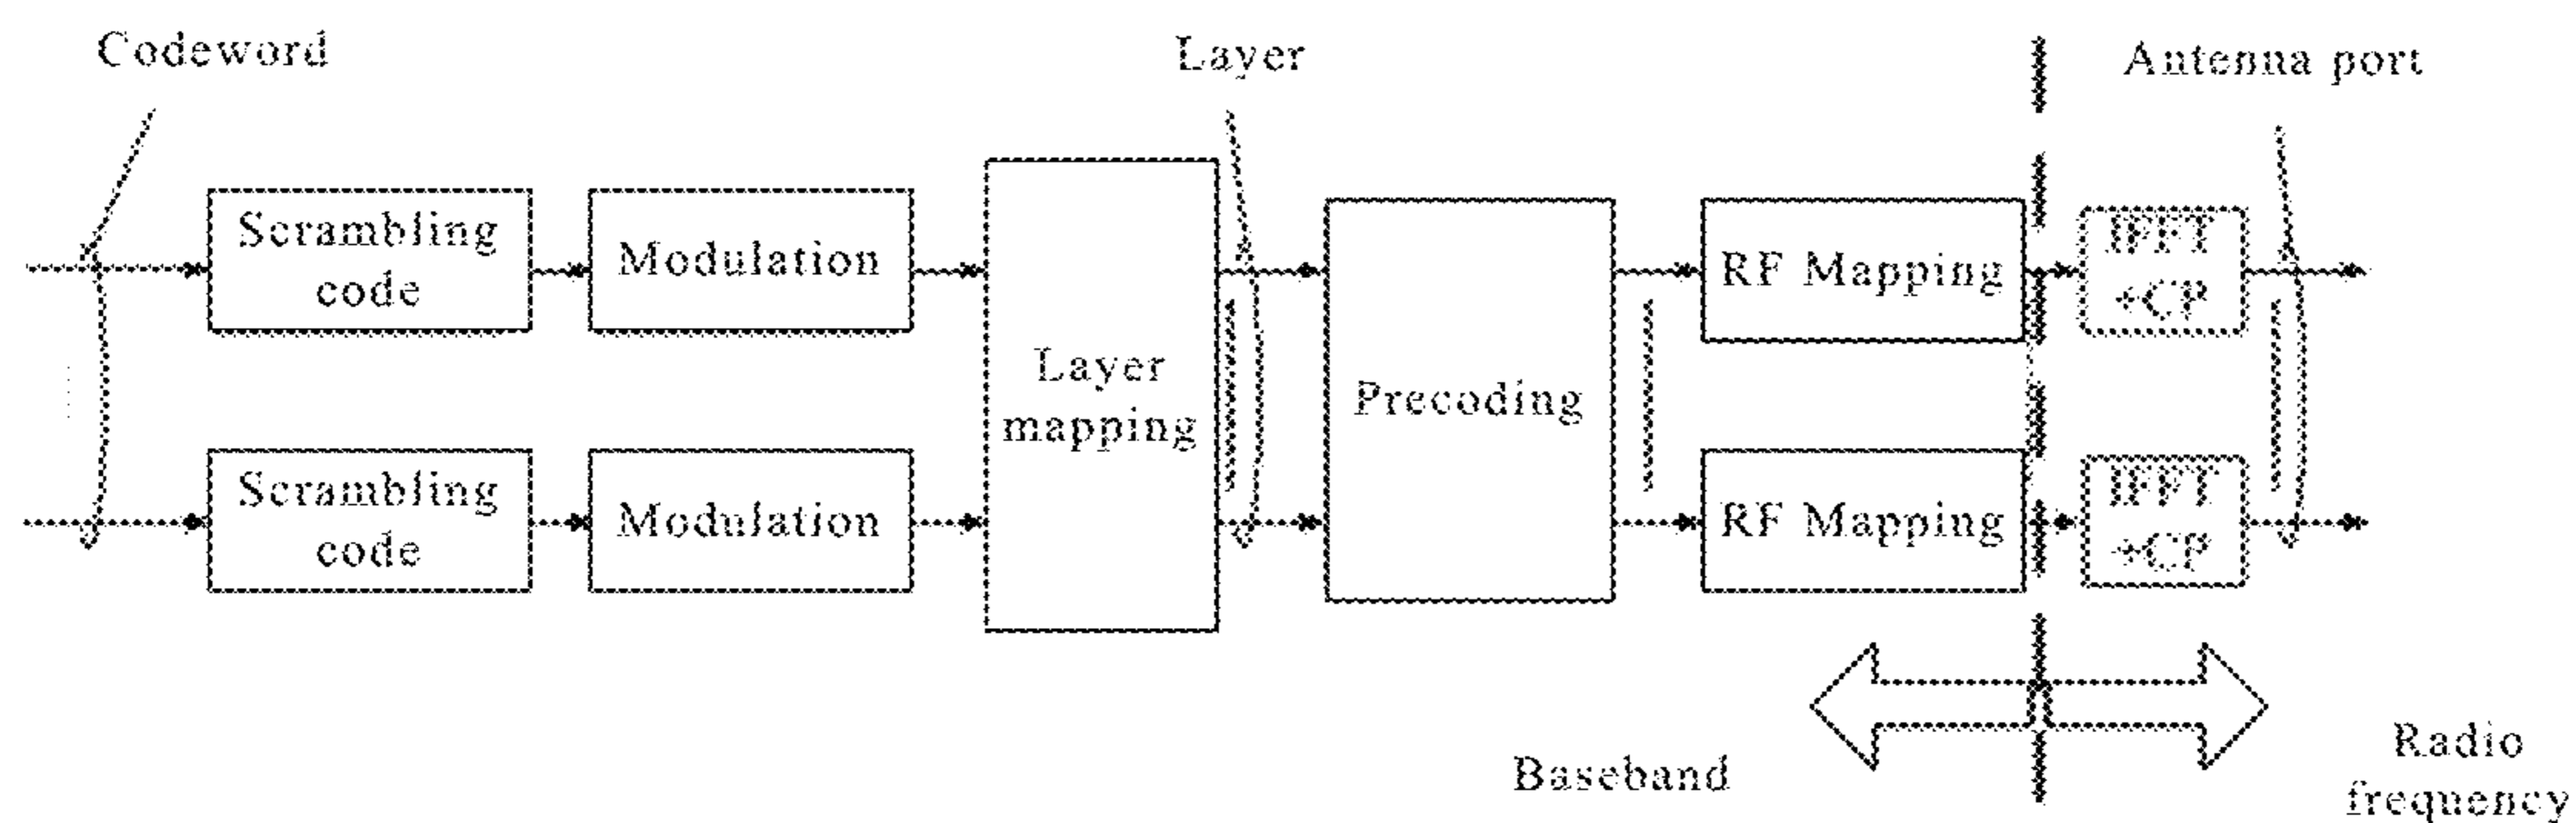 Codeword
Layer
Antenna port
Scrambling
code
Modulation
Layer
mapping
Precoding
RF Mapping
IFFT
+CP
Scrambling
code
Modulation
RF Mapping
IFFT
+CP
Baseband
Radio
frequency